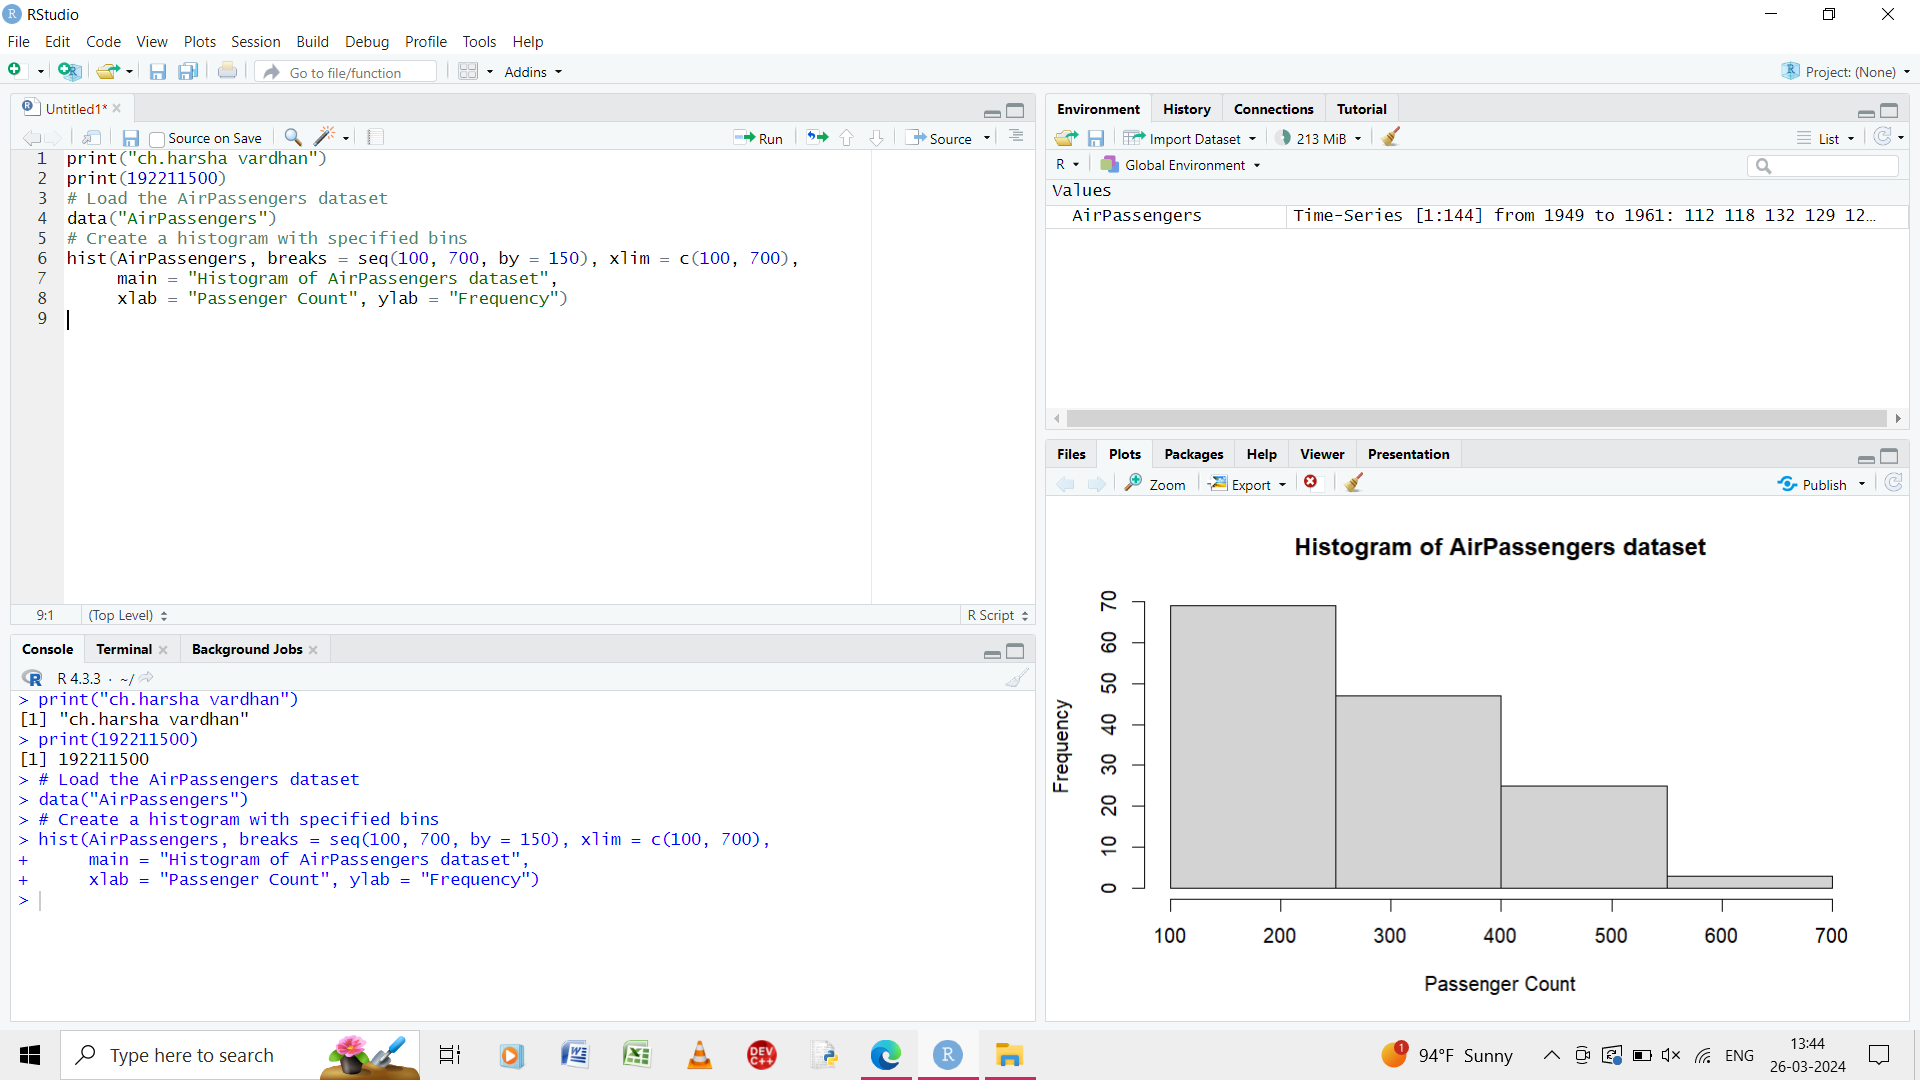 RStudio
File Edit Code View Plots Session Build Debug Profile Tools Help
Go to file/function Addins Project: (None)
Untitled1*
Source on Save Run Source
1 print("ch.harsha vardhan")
2 print(192211500)
3 # Load the AirPassengers dataset
4 data("AirPassengers")
5 # Create a histogram with specified bins
6 hist(AirPassengers, breaks = seq(100, 700, by = 150), xlim = c(100, 700),
7 main = "Histogram of AirPassengers dataset",
8 xlab = "Passenger Count", ylab = "Frequency")
9
9:1 (Top Level) R Script
Console Terminal Background Jobs
R 4.3.3 · ~/
> print("ch.harsha vardhan")
[1] "ch.harsha vardhan"
> print(192211500)
[1] 192211500
> # Load the AirPassengers dataset
> data("AirPassengers")
> # Create a histogram with specified bins
> hist(AirPassengers, breaks = seq(100, 700, by = 150), xlim = c(100, 700),
+ main = "Histogram of AirPassengers dataset",
+ xlab = "Passenger Count", ylab = "Frequency")
>
Environment History Connections Tutorial
Import Dataset 213 MiB List
R Global Environment
Values
AirPassengers Time-Series [1:144] from 1949 to 1961: 112 118 132 129 12…
Files Plots Packages Help Viewer Presentation
Zoom Export Publish
Histogram of AirPassengers dataset
Frequency
70
60
50
40
30
20
10
0
100 200 300 400 500 600 700
Passenger Count
Type here to search
DEV C++
R
1
94°F Sunny
ENG
13:44
26-03-2024